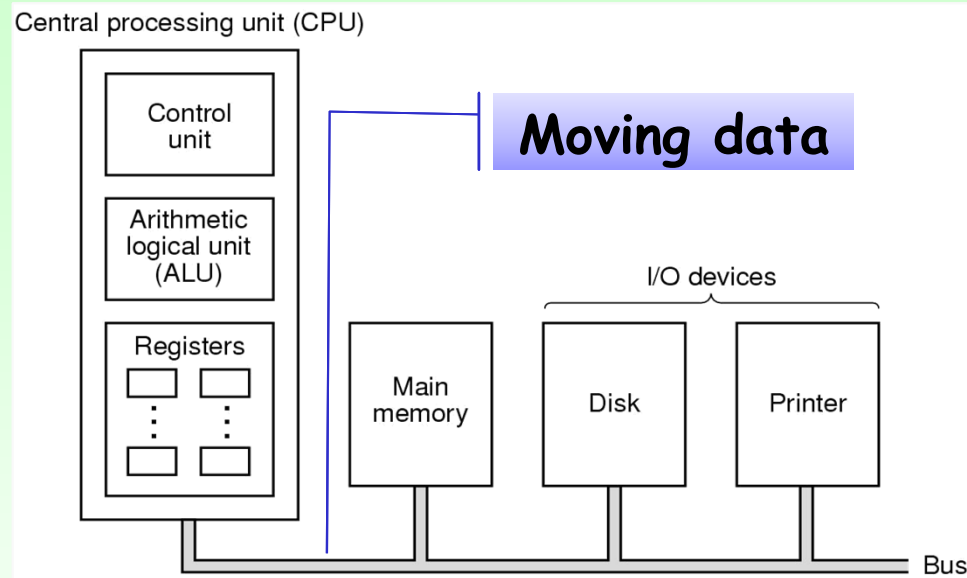 Central processing unit (CPU)
Control
unit
Moving data
Arithmetic
logical unit
(ALU)
I/O devices
Registers
Main
memory
Disk
Printer
Bus